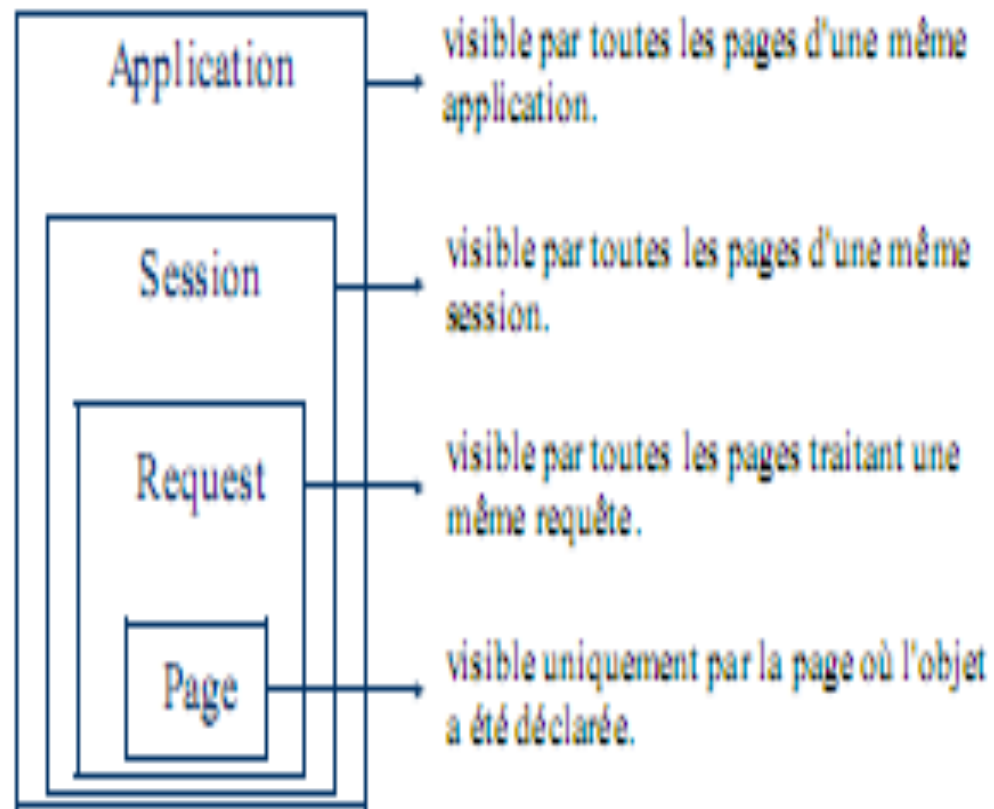 Application
visible par toutes les pages d'une même
application.
Session
visible par toutes les pages d'une même
session.
Request
visible par toutes les pages traitant une
même requête.
Page
visible uniquement par la page où l'objet
a été déclarée.